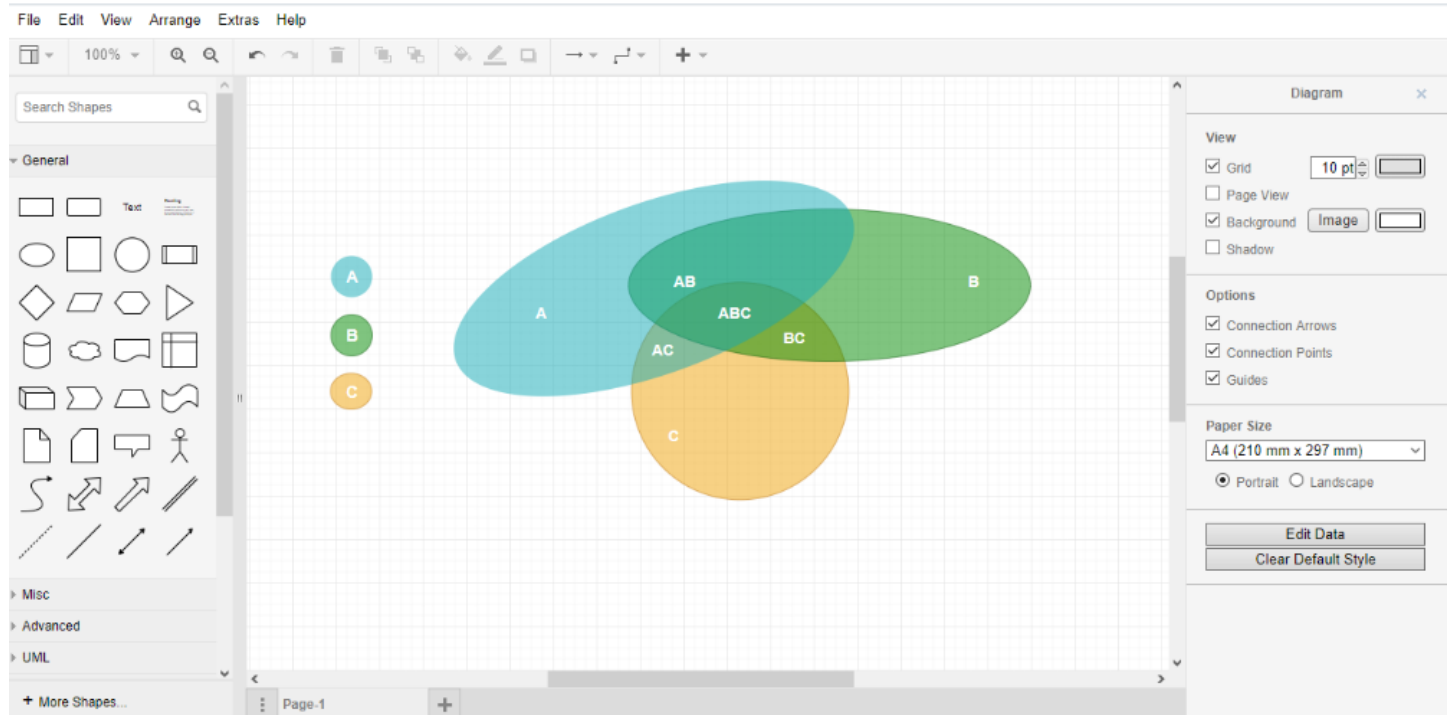 File Edit View Arrange Extras Help
100%
Search Shapes
General
Text
Heading
Misc
Advanced
UML
+ More Shapes...
A
B
C
A
AB
B
ABC
AC
BC
C
Page-1
Diagram
View
Grid 10 pt
Page View
Background Image
Shadow
Options
Connection Arrows
Connection Points
Guides
Paper Size
A4 (210 mm x 297 mm)
Portrait Landscape
Edit Data
Clear Default Style